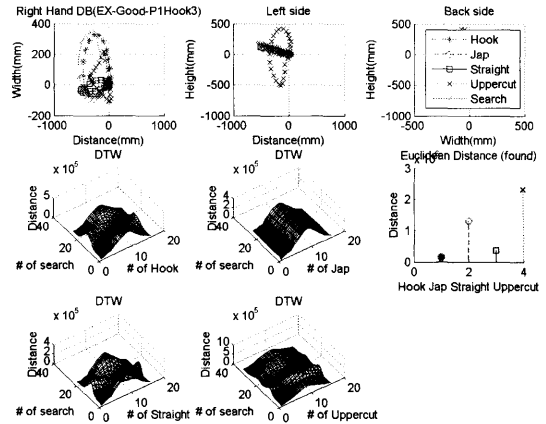 Right Hand DB(EX-Good-P1Hook3)
Left side
Back side
400
200
0
-200
Width(mm)
-1000
0
1000
Distance(mm)
500
0
-500
-1000
Height(mm)
-1000
0
1000
Distance(mm)
500
0
-500
Height(mm)
-500
0
500
Width(mm)
Hook
Jap
Straight
Uppercut
Search
DTW
x 10^5
5
0
40
20
0
Distance
# of search
0
10
20
# of Hook
DTW
x 10^5
4
2
0
40
20
0
Distance
# of search
0
10
20
# of Jap
Euclidean Distance (found)
3
2
1
0
Distance
0
2
4
Hook Jap Straight Uppercut
DTW
x 10^5
4
2
0
40
20
0
Distance
# of search
0
10
20
# of Straight
DTW
x 10^5
10
5
0
40
20
0
Distance
# of search
0
10
20
# of Uppercut